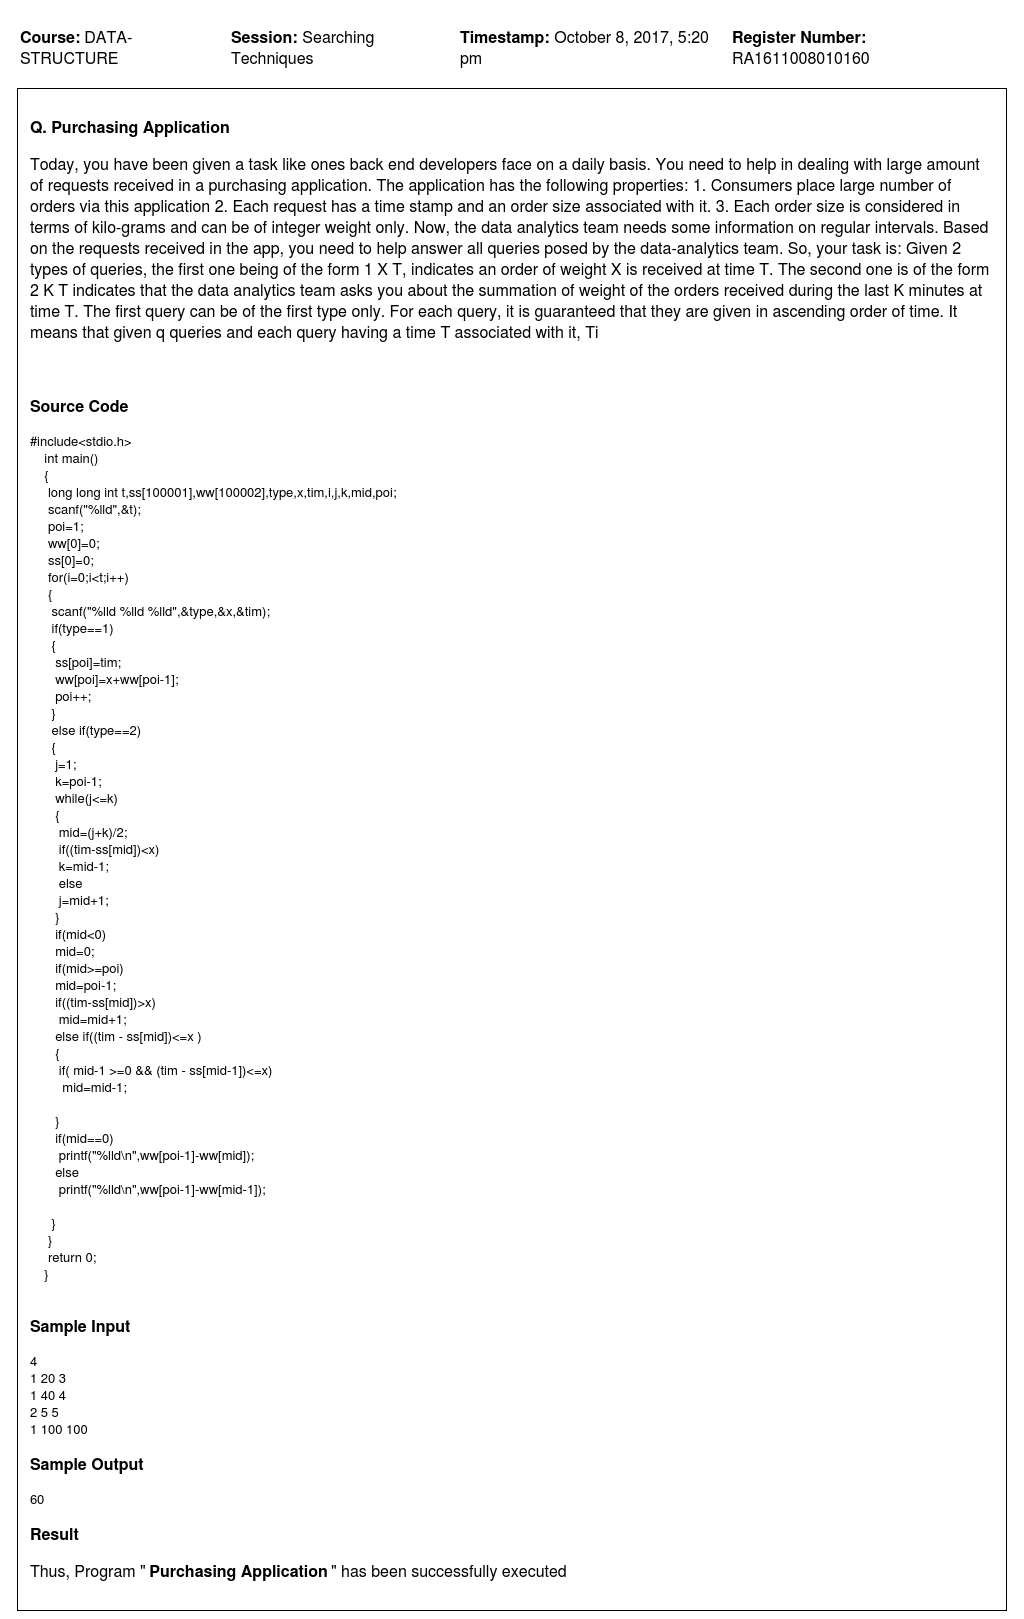 Course: DATA-STRUCTURE
Session: Searching Techniques
Timestamp: October 8, 2017, 5:20 pm
Register Number: RA1611008010160
Q. Purchasing Application
Today, you have been given a task like ones back end developers face on a daily basis. You need to help in dealing with large amount
of requests received in a purchasing application. The application has the following properties: 1. Consumers place large number of
orders via this application 2. Each request has a time stamp and an order size associated with it. 3. Each order size is considered in
terms of kilo-grams and can be of integer weight only. Now, the data analytics team needs some information on regular intervals. Based
on the requests received in the app, you need to help answer all queries posed by the data-analytics team. So, your task is: Given 2
types of queries, the first one being of the form 1 X T, indicates an order of weight X is received at time T. The second one is of the form
2 K T indicates that the data analytics team asks you about the summation of weight of the orders received during the last K minutes at
time T. The first query can be of the first type only. For each query, it is guaranteed that they are given in ascending order of time. It
means that given q queries and each query having a time T associated with it, Ti
Source Code
#include<stdio.h>
int main()
{
long long int t,ss[100001],ww[100002],type,x,tim,i,j,k,mid,poi;
scanf("%lld",&t);
poi=1;
ww[0]=0;
ss[0]=0;
for(i=0;i<t;i++)
{
scanf("%lld %lld %lld",&type,&x,&tim);
if(type==1)
{
ss[poi]=tim;
ww[poi]=x+ww[poi-1];
poi++;
}
else if(type==2)
{
j=1;
k=poi-1;
while(j<=k)
{
mid=(j+k)/2;
if((tim-ss[mid])<x)
k=mid-1;
else
j=mid+1;
}
if(mid<0)
mid=0;
if(mid>=poi)
mid=poi-1;
if((tim-ss[mid])>x)
mid=mid+1;
else if((tim - ss[mid])<=x )
{
if( mid-1 >=0 && (tim - ss[mid-1])<=x)
mid=mid-1;
}
if(mid==0)
printf("%lld\n",ww[poi-1]-ww[mid]);
else
printf("%lld\n",ww[poi-1]-ww[mid-1]);
}
}
return 0;
}
Sample Input
4
1 20 3
1 40 4
2 5 5
1 100 100
Sample Output
60
Result
Thus, Program " Purchasing Application " has been successfully executed